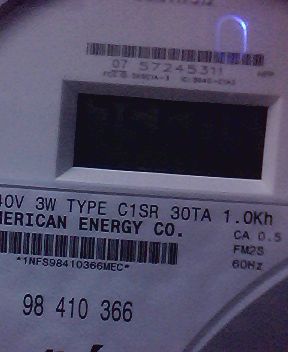 07 57245311
40V 3W TYPE C1SR 30TA 1.0Kh
MERICAN ENERGY CO.
CA 0.5
FM2S
60Hz
*1NFS98410366MEC*
98 410 366